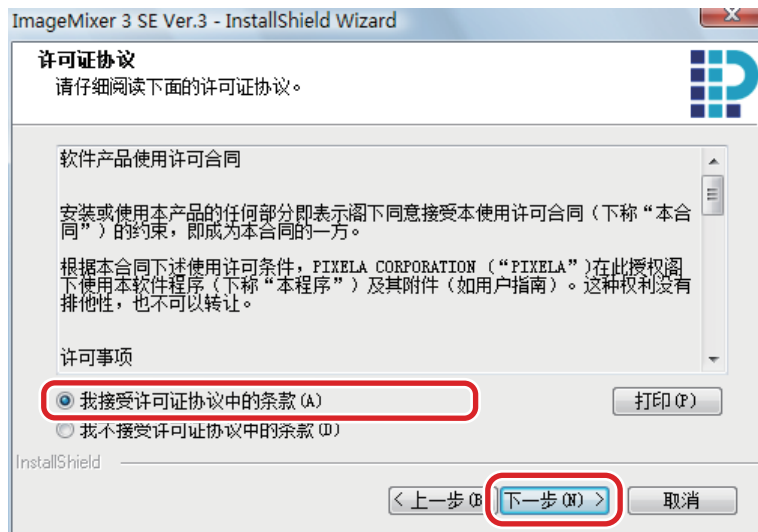 ImageMixer 3 SE Ver.3 - InstallShield Wizard
许可证协议
请仔细阅读下面的许可证协议。
软件产品使用许可合同
安装或使用本产品的任何部分即表示阁下同意接受本使用许可合同（下称“本合
同”）的约束，即成为本合同的一方。
根据本合同下述使用许可条件，PIXELA CORPORATION（“PIXELA”)在此授权阁
下使用本软件程序（下称“本程序”）及其附件（如用户指南）。这种权利没有
排他性，也不可以转让。
许可事项
我接受许可证协议中的条款(A)
打印(P)
我不接受许可证协议中的条款(D)
InstallShield
< 上一步(B
下一步(N) >
取消